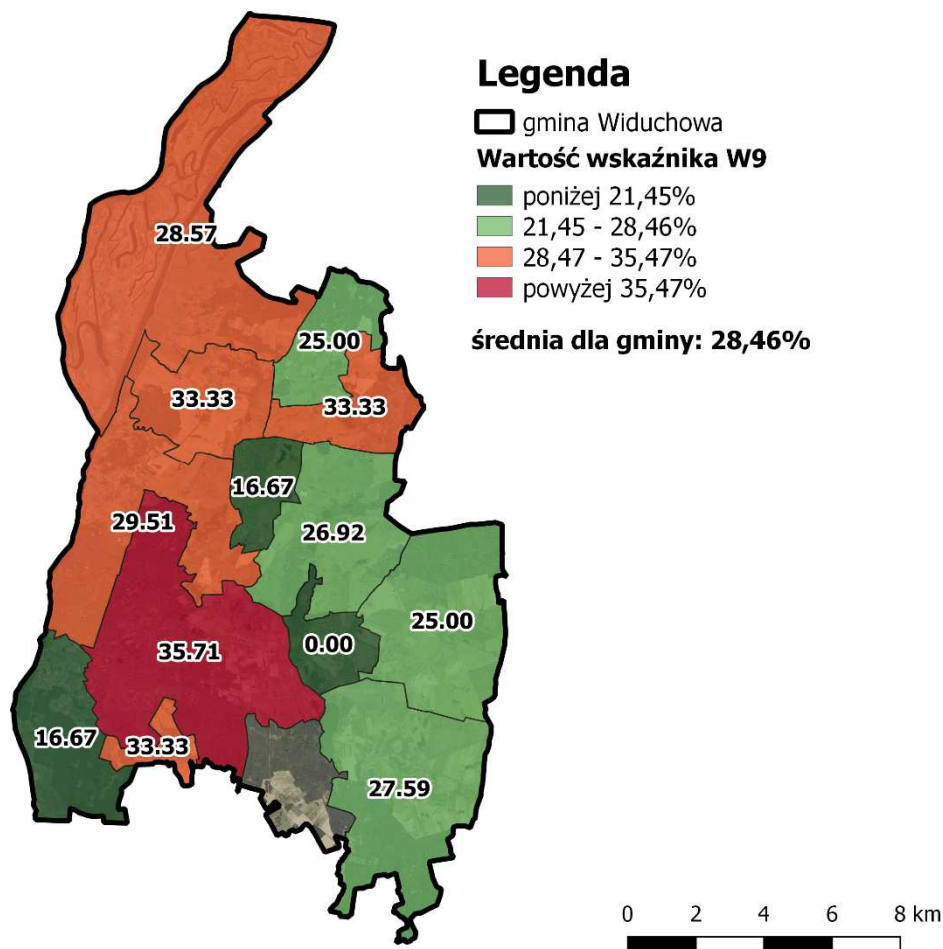 Legenda
gmina Widuchowa
Wartość wskaźnika W9
poniżej 21,45%
21,45 - 28,46%
28,47 - 35,47%
powyżej 35,47%
średnia dla gminy: 28,46%
28.57
25.00
33.33
33.33
16.67
26.92
29.51
25.00
0.00
35.71
16.67
33.33
27.59
0 2 4 6 8 km